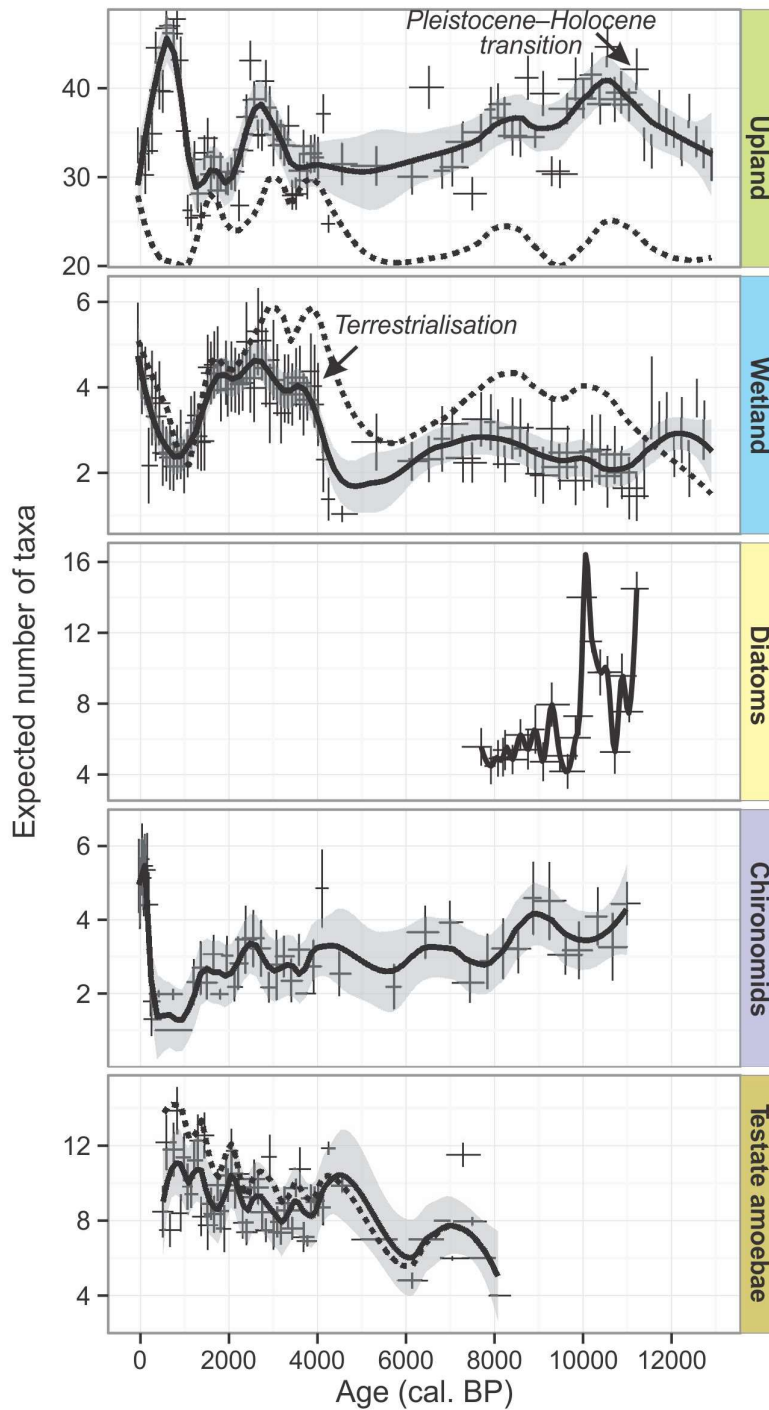 Pleistocene–Holocene
transition
40
30
20
Upland
Terrestrialisation
6
4
2
Wetland
16
12
8
4
Diatoms
6
4
2
Chironomids
12
8
4
Testate amoebae
Expected number of taxa
0 2000 4000 6000 8000 10000 12000
Age (cal. BP)